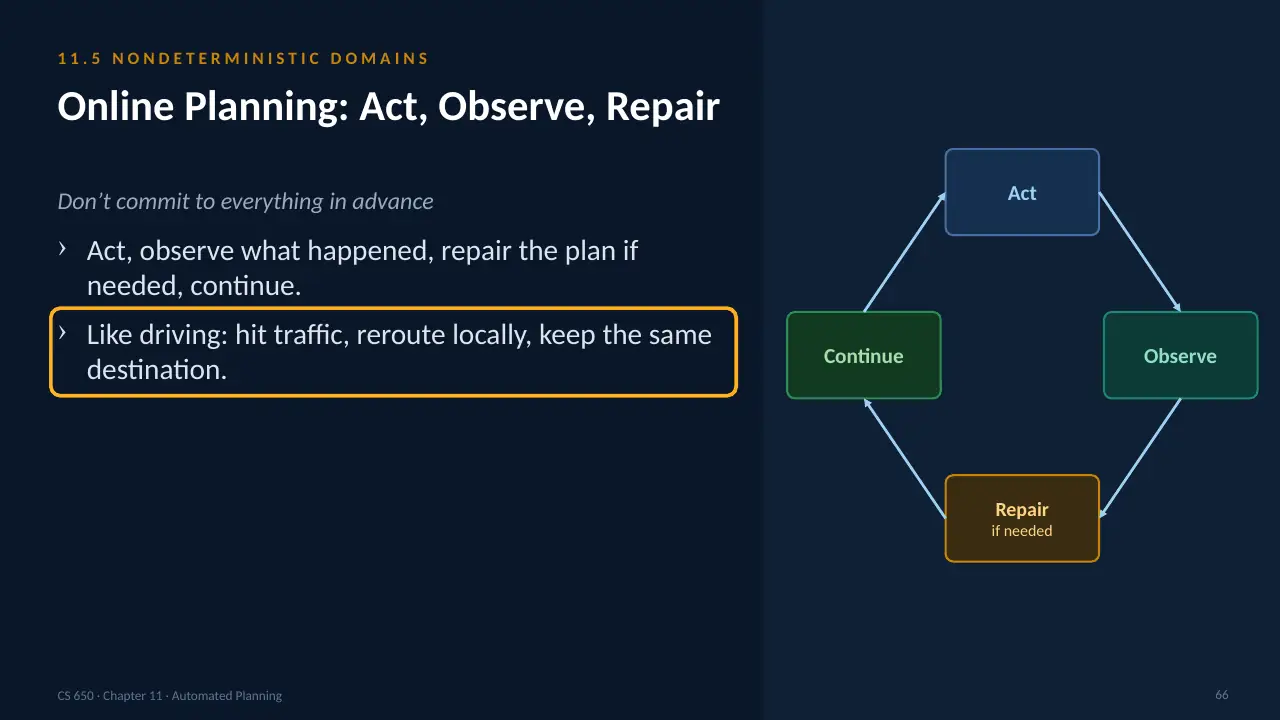 11.5 NONDETERMINISTIC DOMAINS
Online Planning: Act, Observe, Repair
Don’t commit to everything in advance
› Act, observe what happened, repair the plan if
needed, continue.
› Like driving: hit traffic, reroute locally, keep the same
destination.
Act
Continue
Observe
Repair
if needed
CS 650 · Chapter 11 · Automated Planning
66